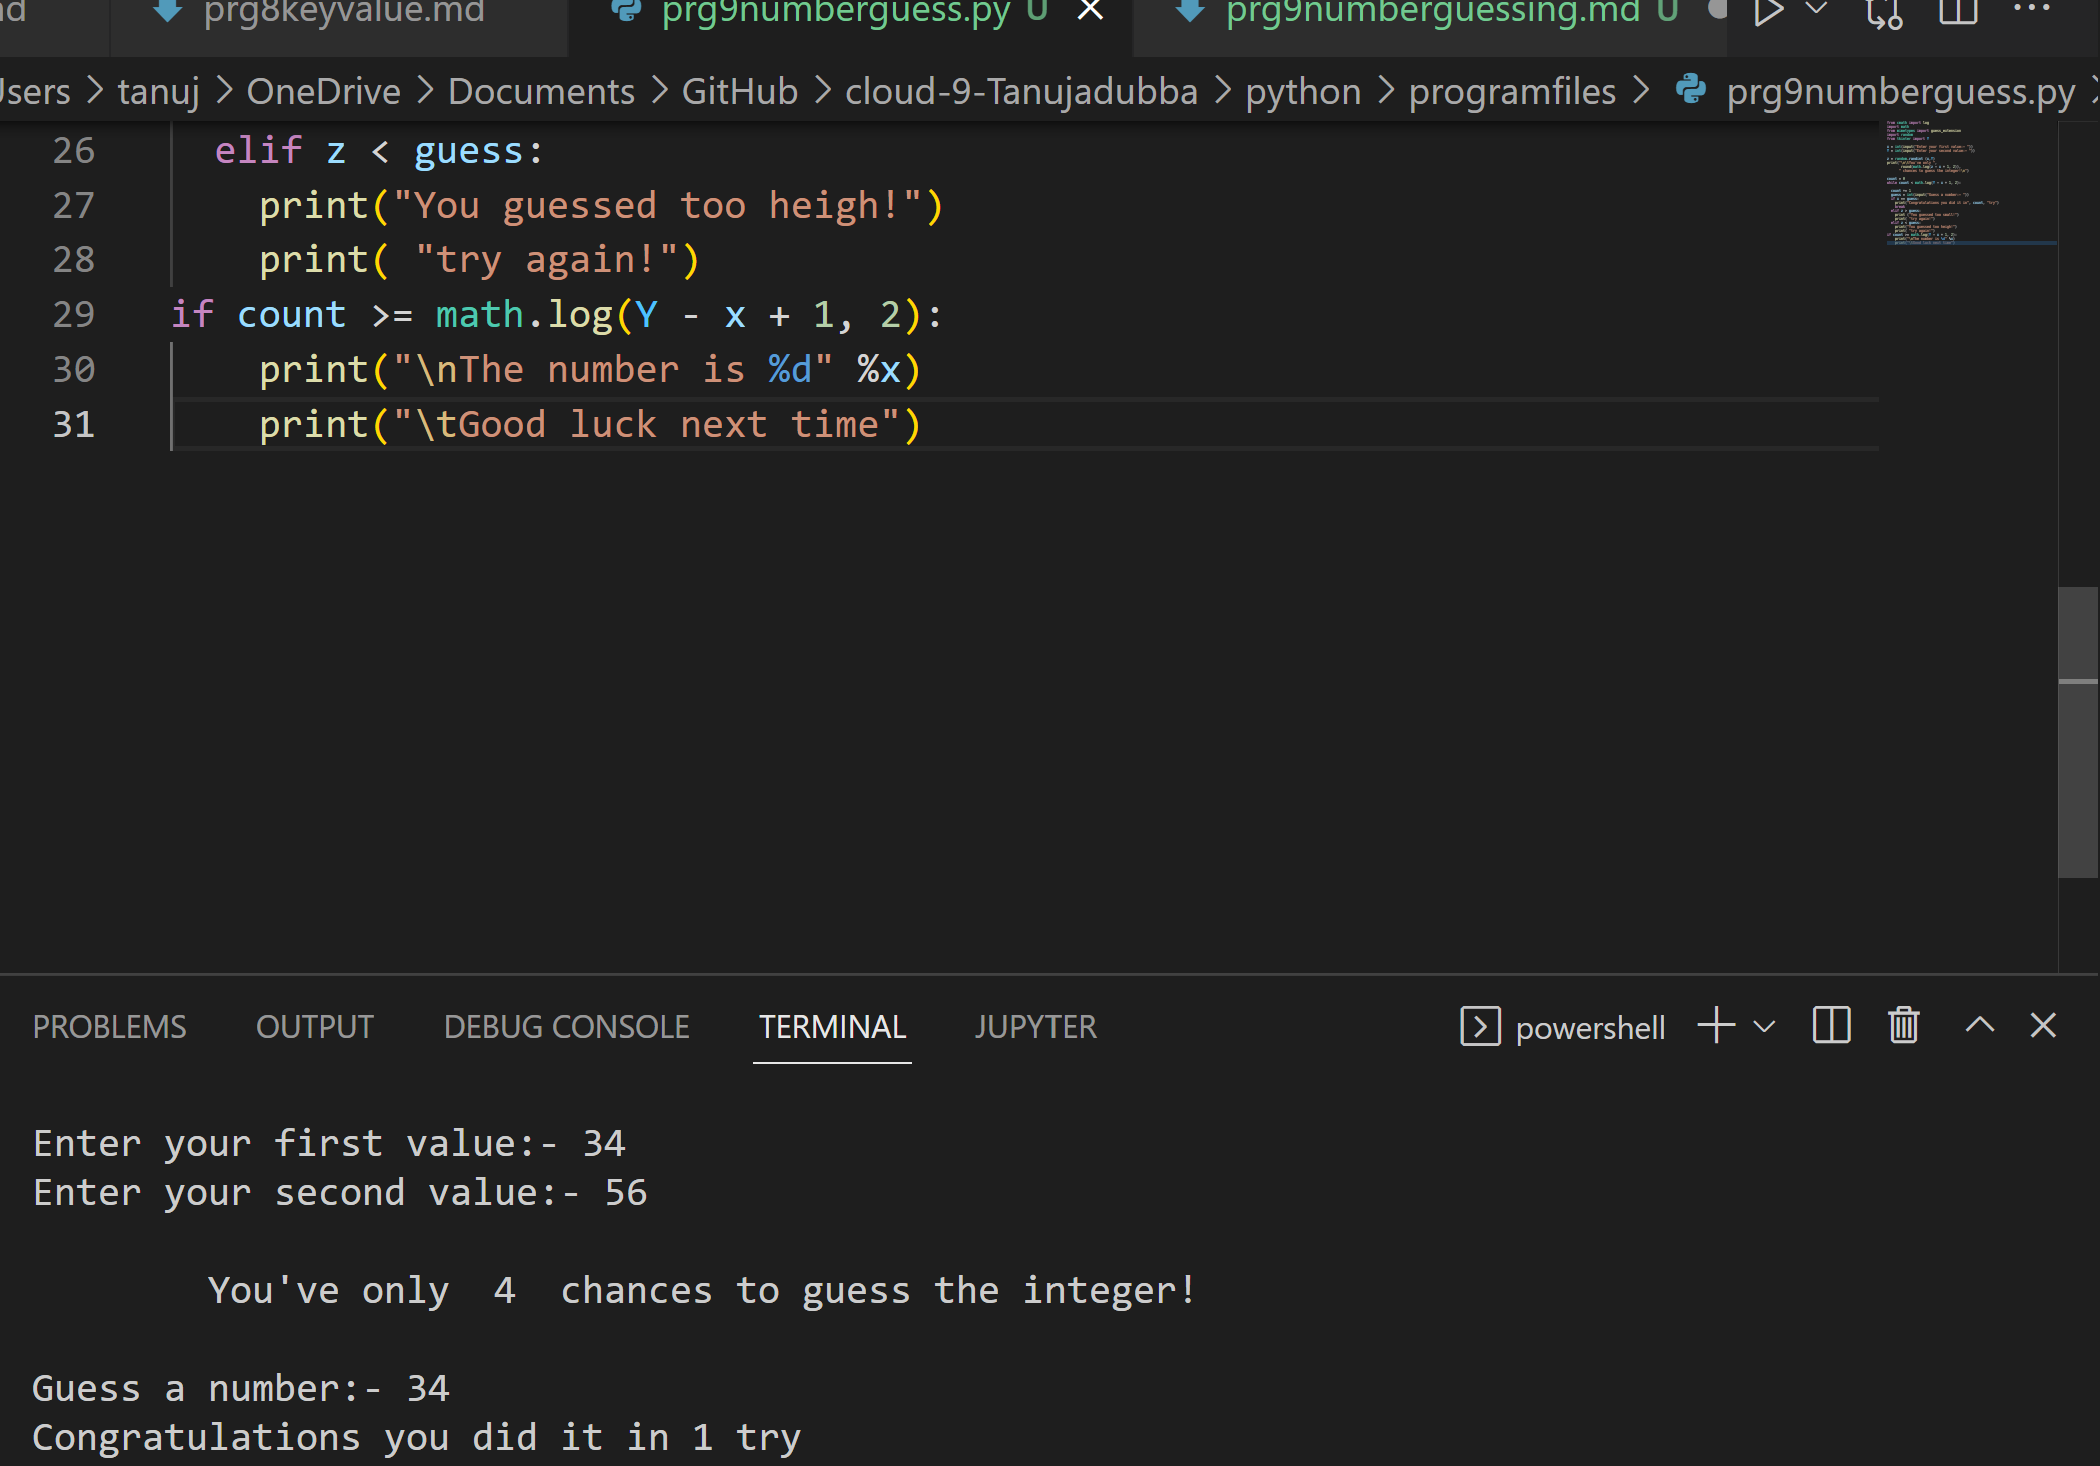 prg8keyvalue.md
prg9numberguess.py U
prg9numberguessing.md U
tanuj > OneDrive > Documents > GitHub > cloud-9-Tanujadubba > python > programfiles > prg9numberguess.py >
26 elif z < guess:
27 print("You guessed too heigh!")
28 print( "try again!")
29 if count >= math.log(Y - x + 1, 2):
30 print("\nThe number is %d" %x)
31 print("\tGood luck next time")
PROBLEMS OUTPUT DEBUG CONSOLE TERMINAL JUPYTER powershell
Enter your first value:- 34
Enter your second value:- 56
You've only  4  chances to guess the integer!
Guess a number:- 34
Congratulations you did it in 1 try